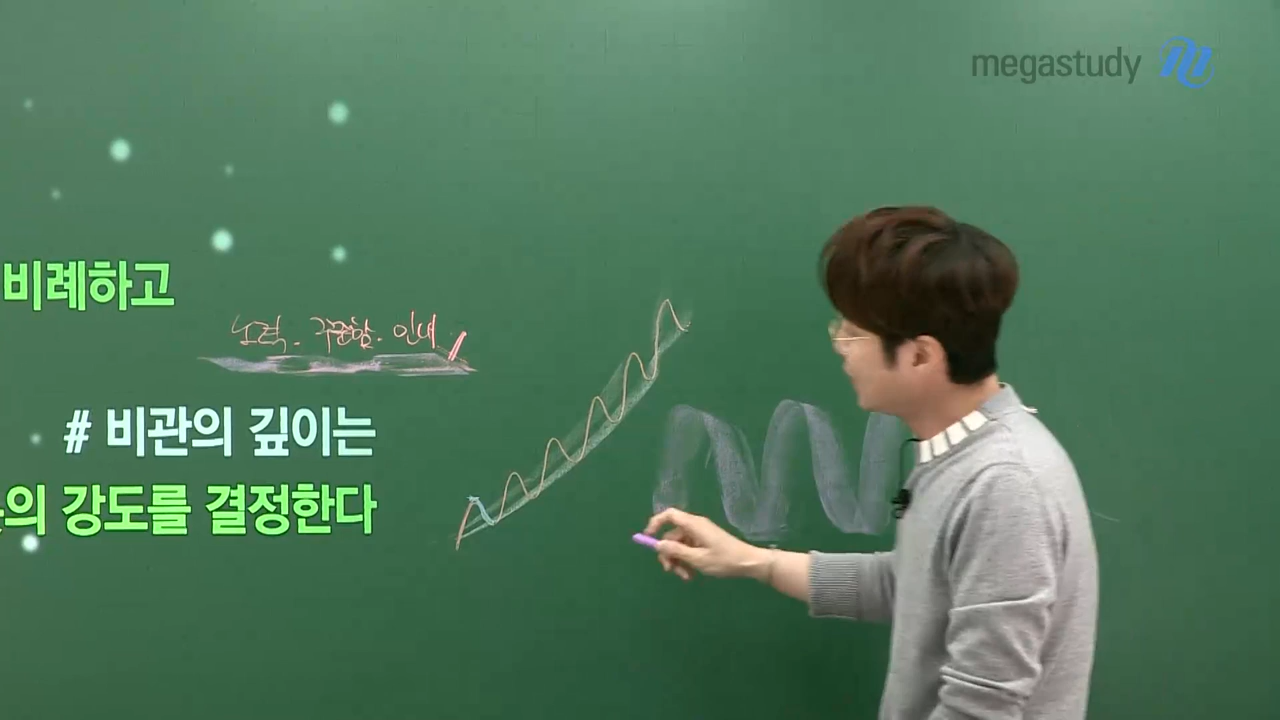 megastudy
비례하고
노력. 꾸준함. 인내
# 비관의 깊이는
의 강도를 결정한다